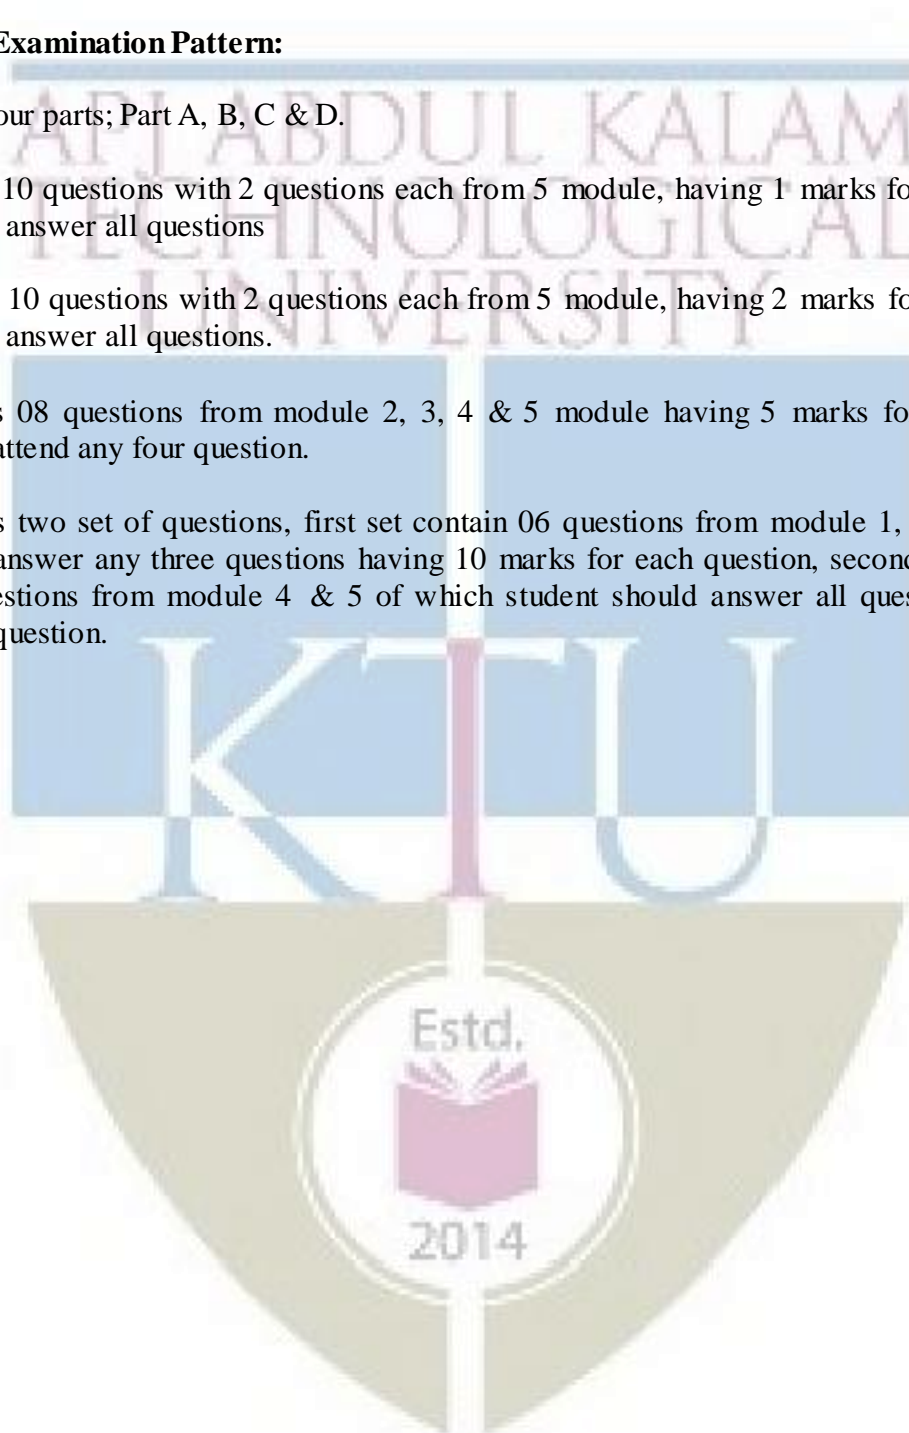 Examination Pattern:
our parts; Part A, B, C & D.
APJ ABDUL KALAM
10 questions with 2 questions each from 5 module, having 1 marks fo
TECHNOLOGICAL
answer all questions
10 questions with 2 questions each from 5 module, having 2 marks fo
UNIVERSITY
answer all questions.
s 08 questions from module 2, 3, 4 & 5 module having 5 marks fo
attend any four question.
s two set of questions, first set contain 06 questions from module 1,
answer any three questions having 10 marks for each question, second
estions from module 4 & 5 of which student should answer all ques
question.
KTU
Estd.
2014